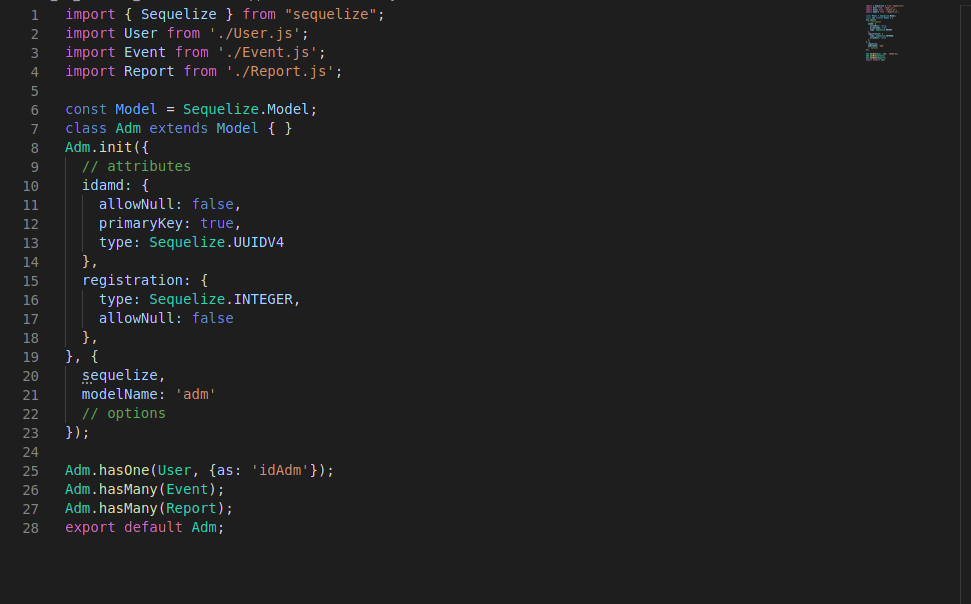 1 import { Sequelize } from "sequelize";
2 import User from './User.js';
3 import Event from './Event.js';
4 import Report from './Report.js';
5
6 const Model = Sequelize.Model;
7 class Adm extends Model { }
8 Adm.init({
9   // attributes
10   idamd: {
11     allowNull: false,
12     primaryKey: true,
13     type: Sequelize.UUIDV4
14   },
15   registration: {
16     type: Sequelize.INTEGER,
17     allowNull: false
18   },
19 }, {
20   sequelize,
21   modelName: 'adm'
22   // options
23 });
24
25 Adm.hasOne(User, {as: 'idAdm'});
26 Adm.hasMany(Event);
27 Adm.hasMany(Report);
28 export default Adm;